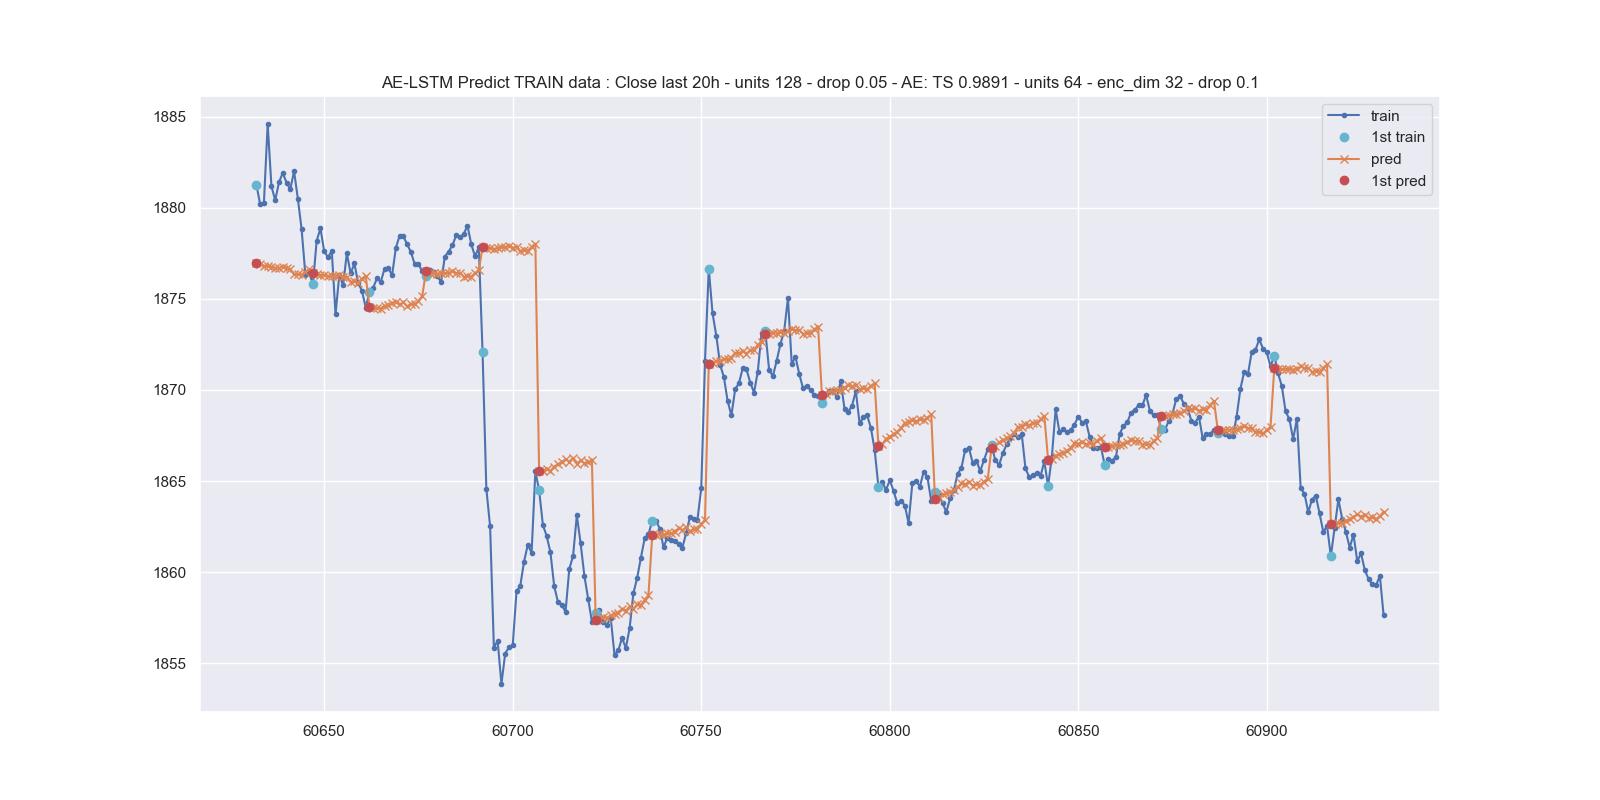 AE-LSTM Predict TRAIN data : Close last 20h - units 128 - drop 0.05 - AE: TS 0.9891 - units 64 - enc_dim 32 - drop 0.1
train
1st train
pred
1st pred
1885
1880
1875
1870
1865
1860
1855
60650 60700 60750 60800 60850 60900